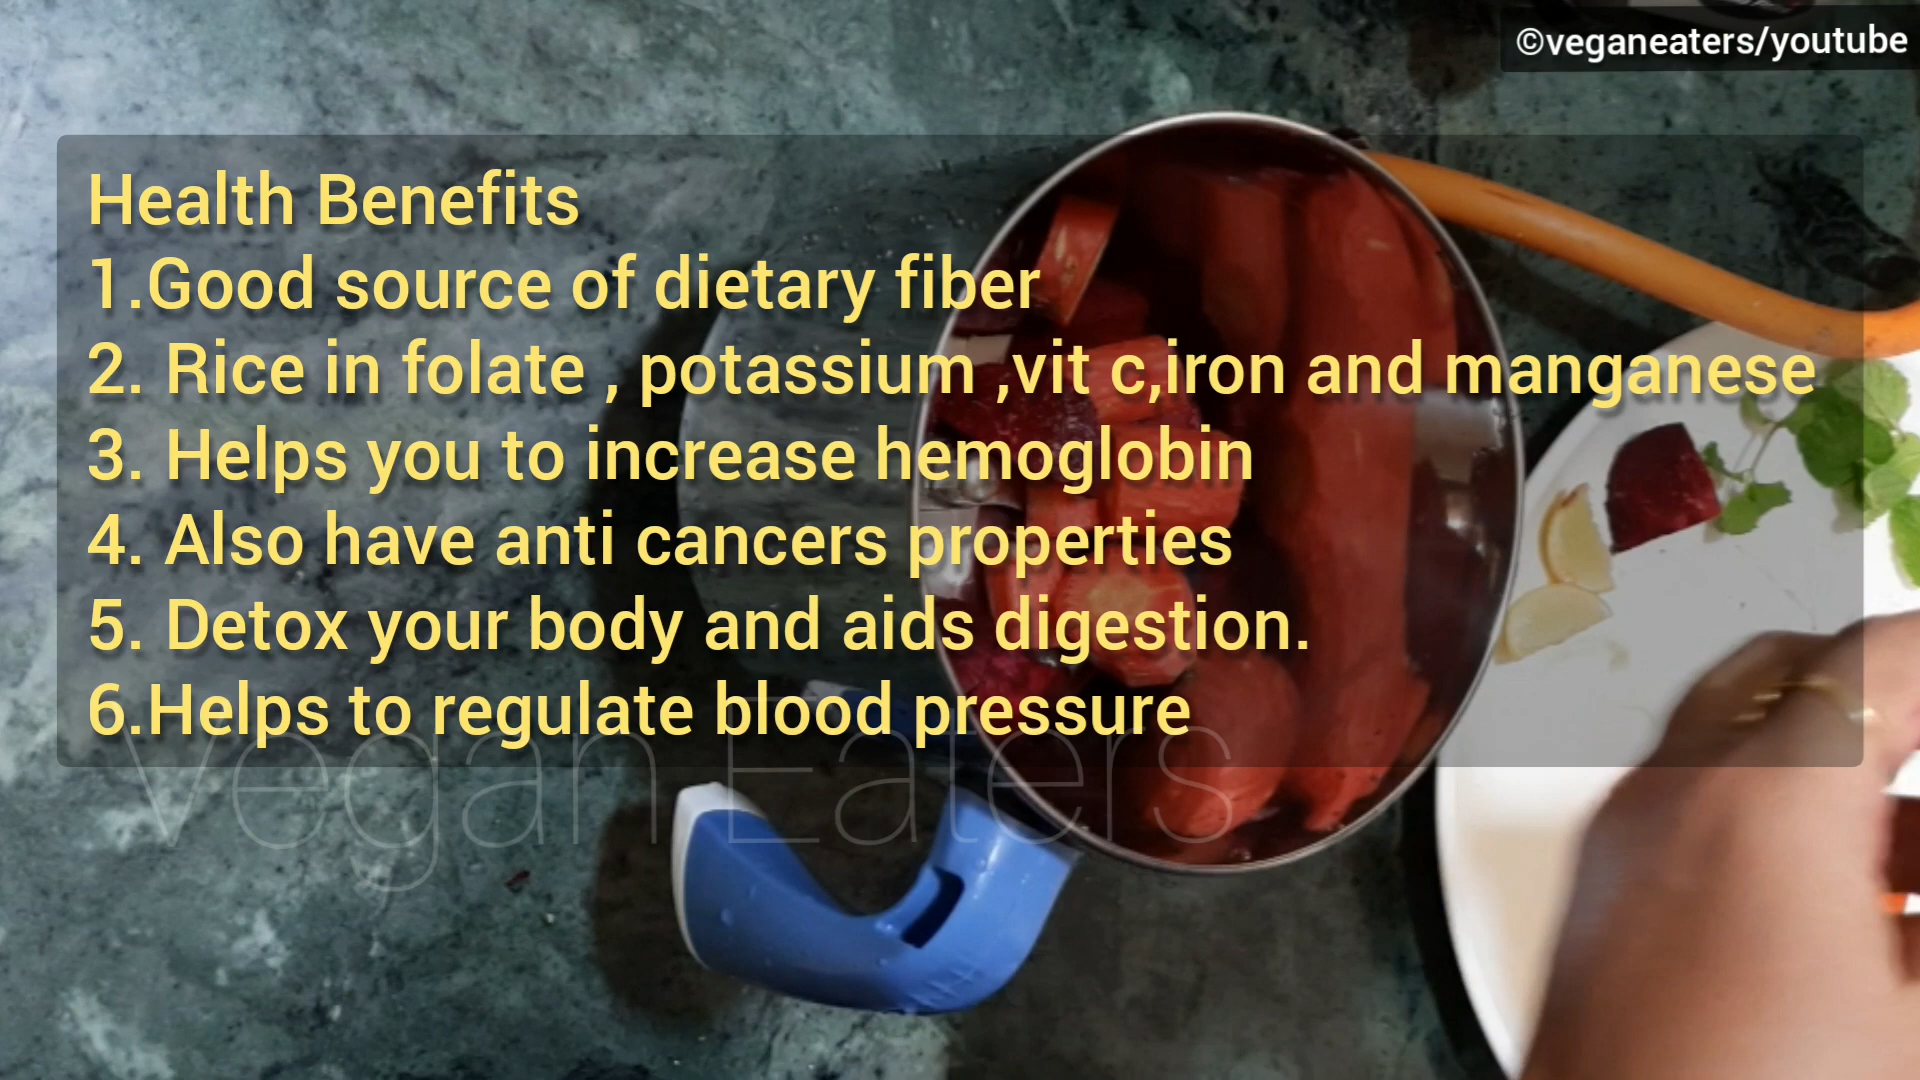 ©veganeaters/youtube
Health Benefits
1.Good source of dietary fiber
2. Rice in folate , potassium ,vit c,iron and manganese
3. Helps you to increase hemoglobin
4. Also have anti cancers properties
5. Detox your body and aids digestion.
6.Helps to regulate blood pressure
Vegan Eaters